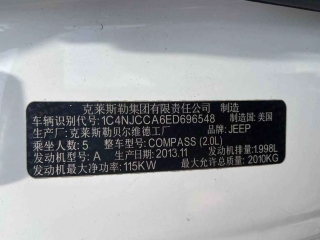 克莱斯勒集团有限责任公司 制造
车辆识别代号: 1C4NJCCA6ED696548 制造国: 美国
生产厂: 克莱斯勒贝尔维德工厂 品牌: JEEP
乘坐人数: 5 整车型号: COMPASS (2.0L)
发动机型号: A 生产日期: 2013.11 发动机排量: 1.998L
发动机最大净功率: 115KW 最大允许总质量: 2010KG